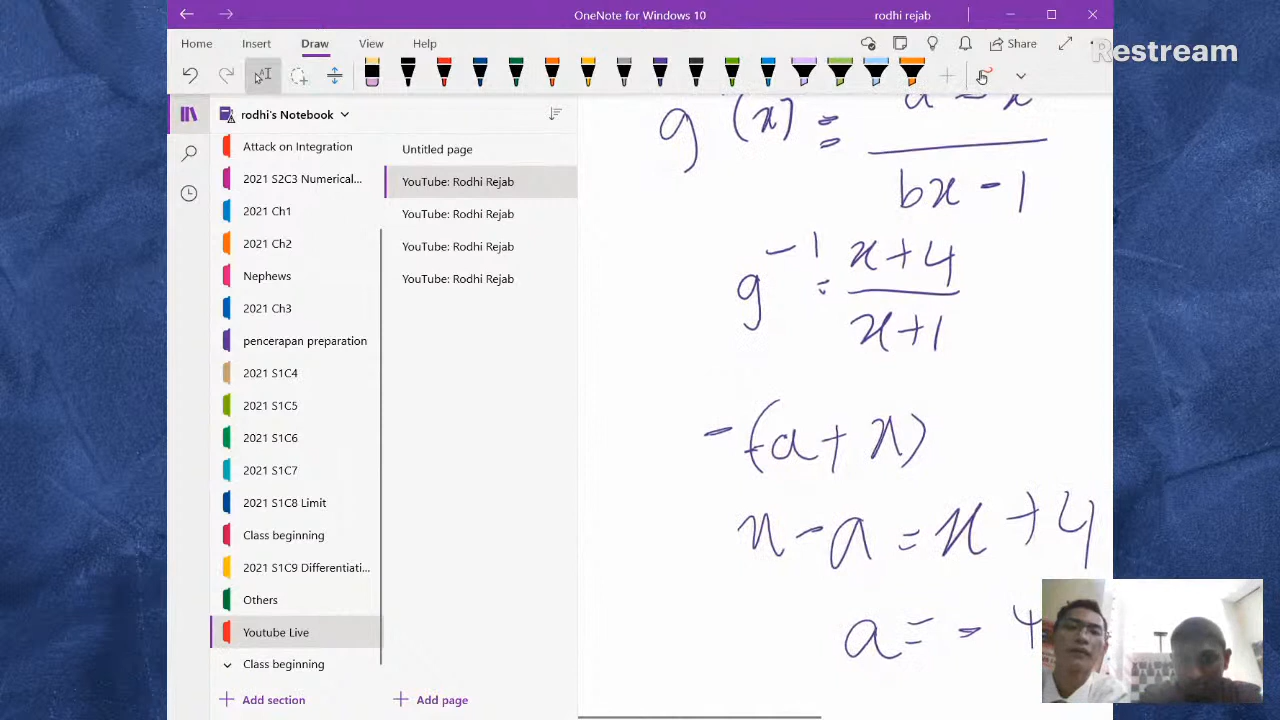 OneNote for Windows 10
rodhi rejab
Restream
Home Insert Draw View Help
Share
rodhi's Notebook
Attack on Integration
2021 S2C3 Numerical...
2021 Ch1
2021 Ch2
Nephews
2021 Ch3
pencerapan preparation
2021 S1C4
2021 S1C5
2021 S1C6
2021 S1C7
2021 S1C8 Limit
Class beginning
2021 S1C9 Differentiati...
Others
Youtube Live
Class beginning
Add section
Untitled page
YouTube: Rodhi Rejab
YouTube: Rodhi Rejab
YouTube: Rodhi Rejab
YouTube: Rodhi Rejab
Add page
a - x
g (x) =
bx - 1
g⁻¹ = x+4
x+1
-(a+x)
x - a = x + 4
a = - 4